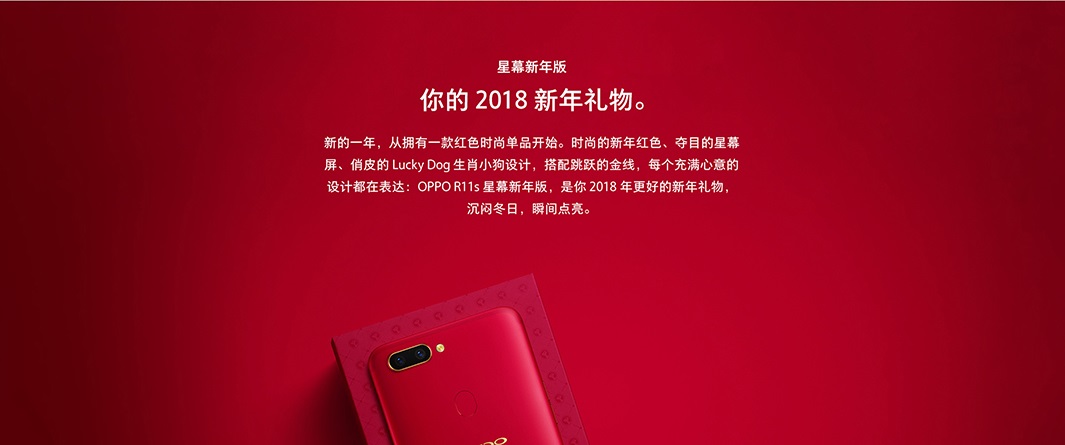 星幕新年版
你的 2018 新年礼物。
新的一年，从拥有一款红色时尚单品开始。时尚的新年红色、夺目的星幕
屏、俏皮的 Lucky Dog 生肖小狗设计，搭配跳跃的金线，每个充满心意的
设计都在表达：OPPO R11s 星幕新年版，是你 2018 年更好的新年礼物，
沉闷冬日，瞬间点亮。